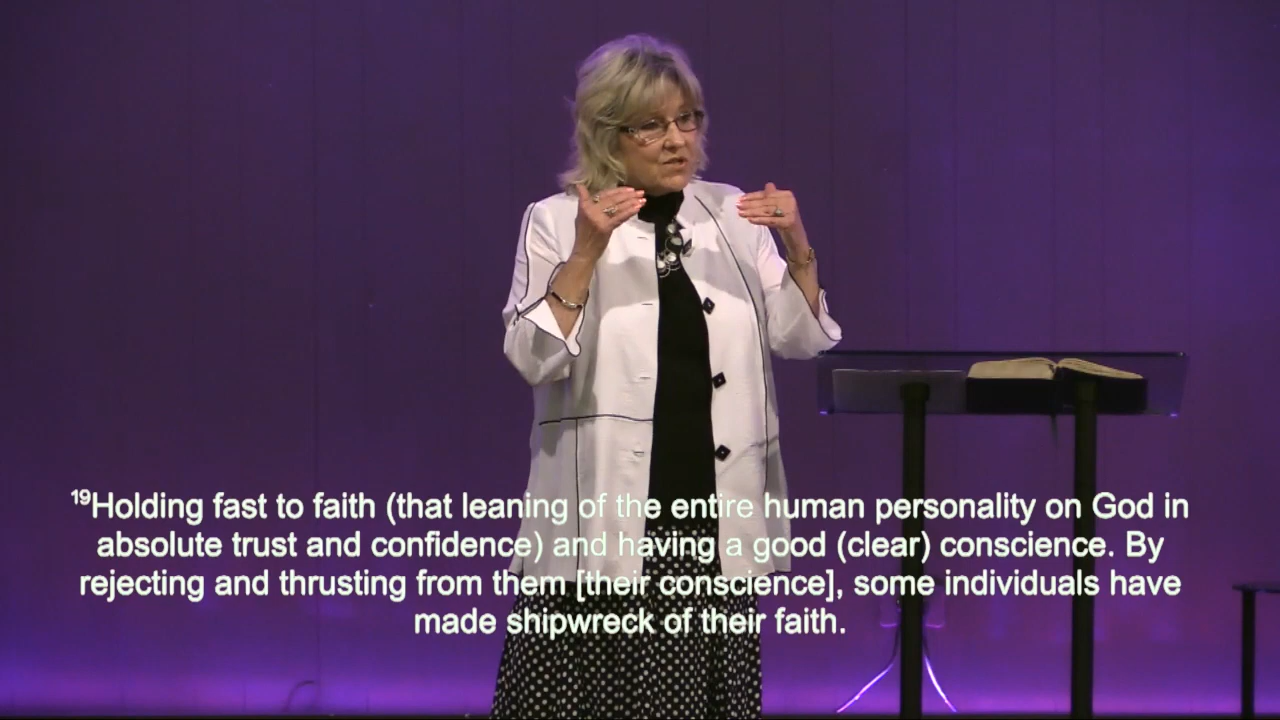 ¹⁹Holding fast to faith (that leaning of the entire human personality on God in
absolute trust and confidence) and having a good (clear) conscience. By
rejecting and thrusting from them [their conscience], some individuals have
made shipwreck of their faith.